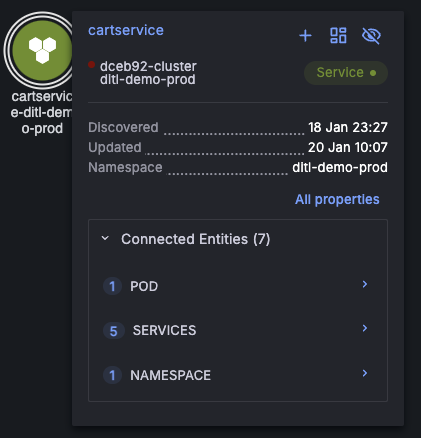 cartservice
dceb92-cluster
ditl-demo-prod
Service
cartservic
e-ditl-dem
o-prod
Discovered 18 Jan 23:27
Updated 20 Jan 10:07
Namespace ditl-demo-prod
All properties
Connected Entities (7)
1 POD
5 SERVICES
1 NAMESPACE